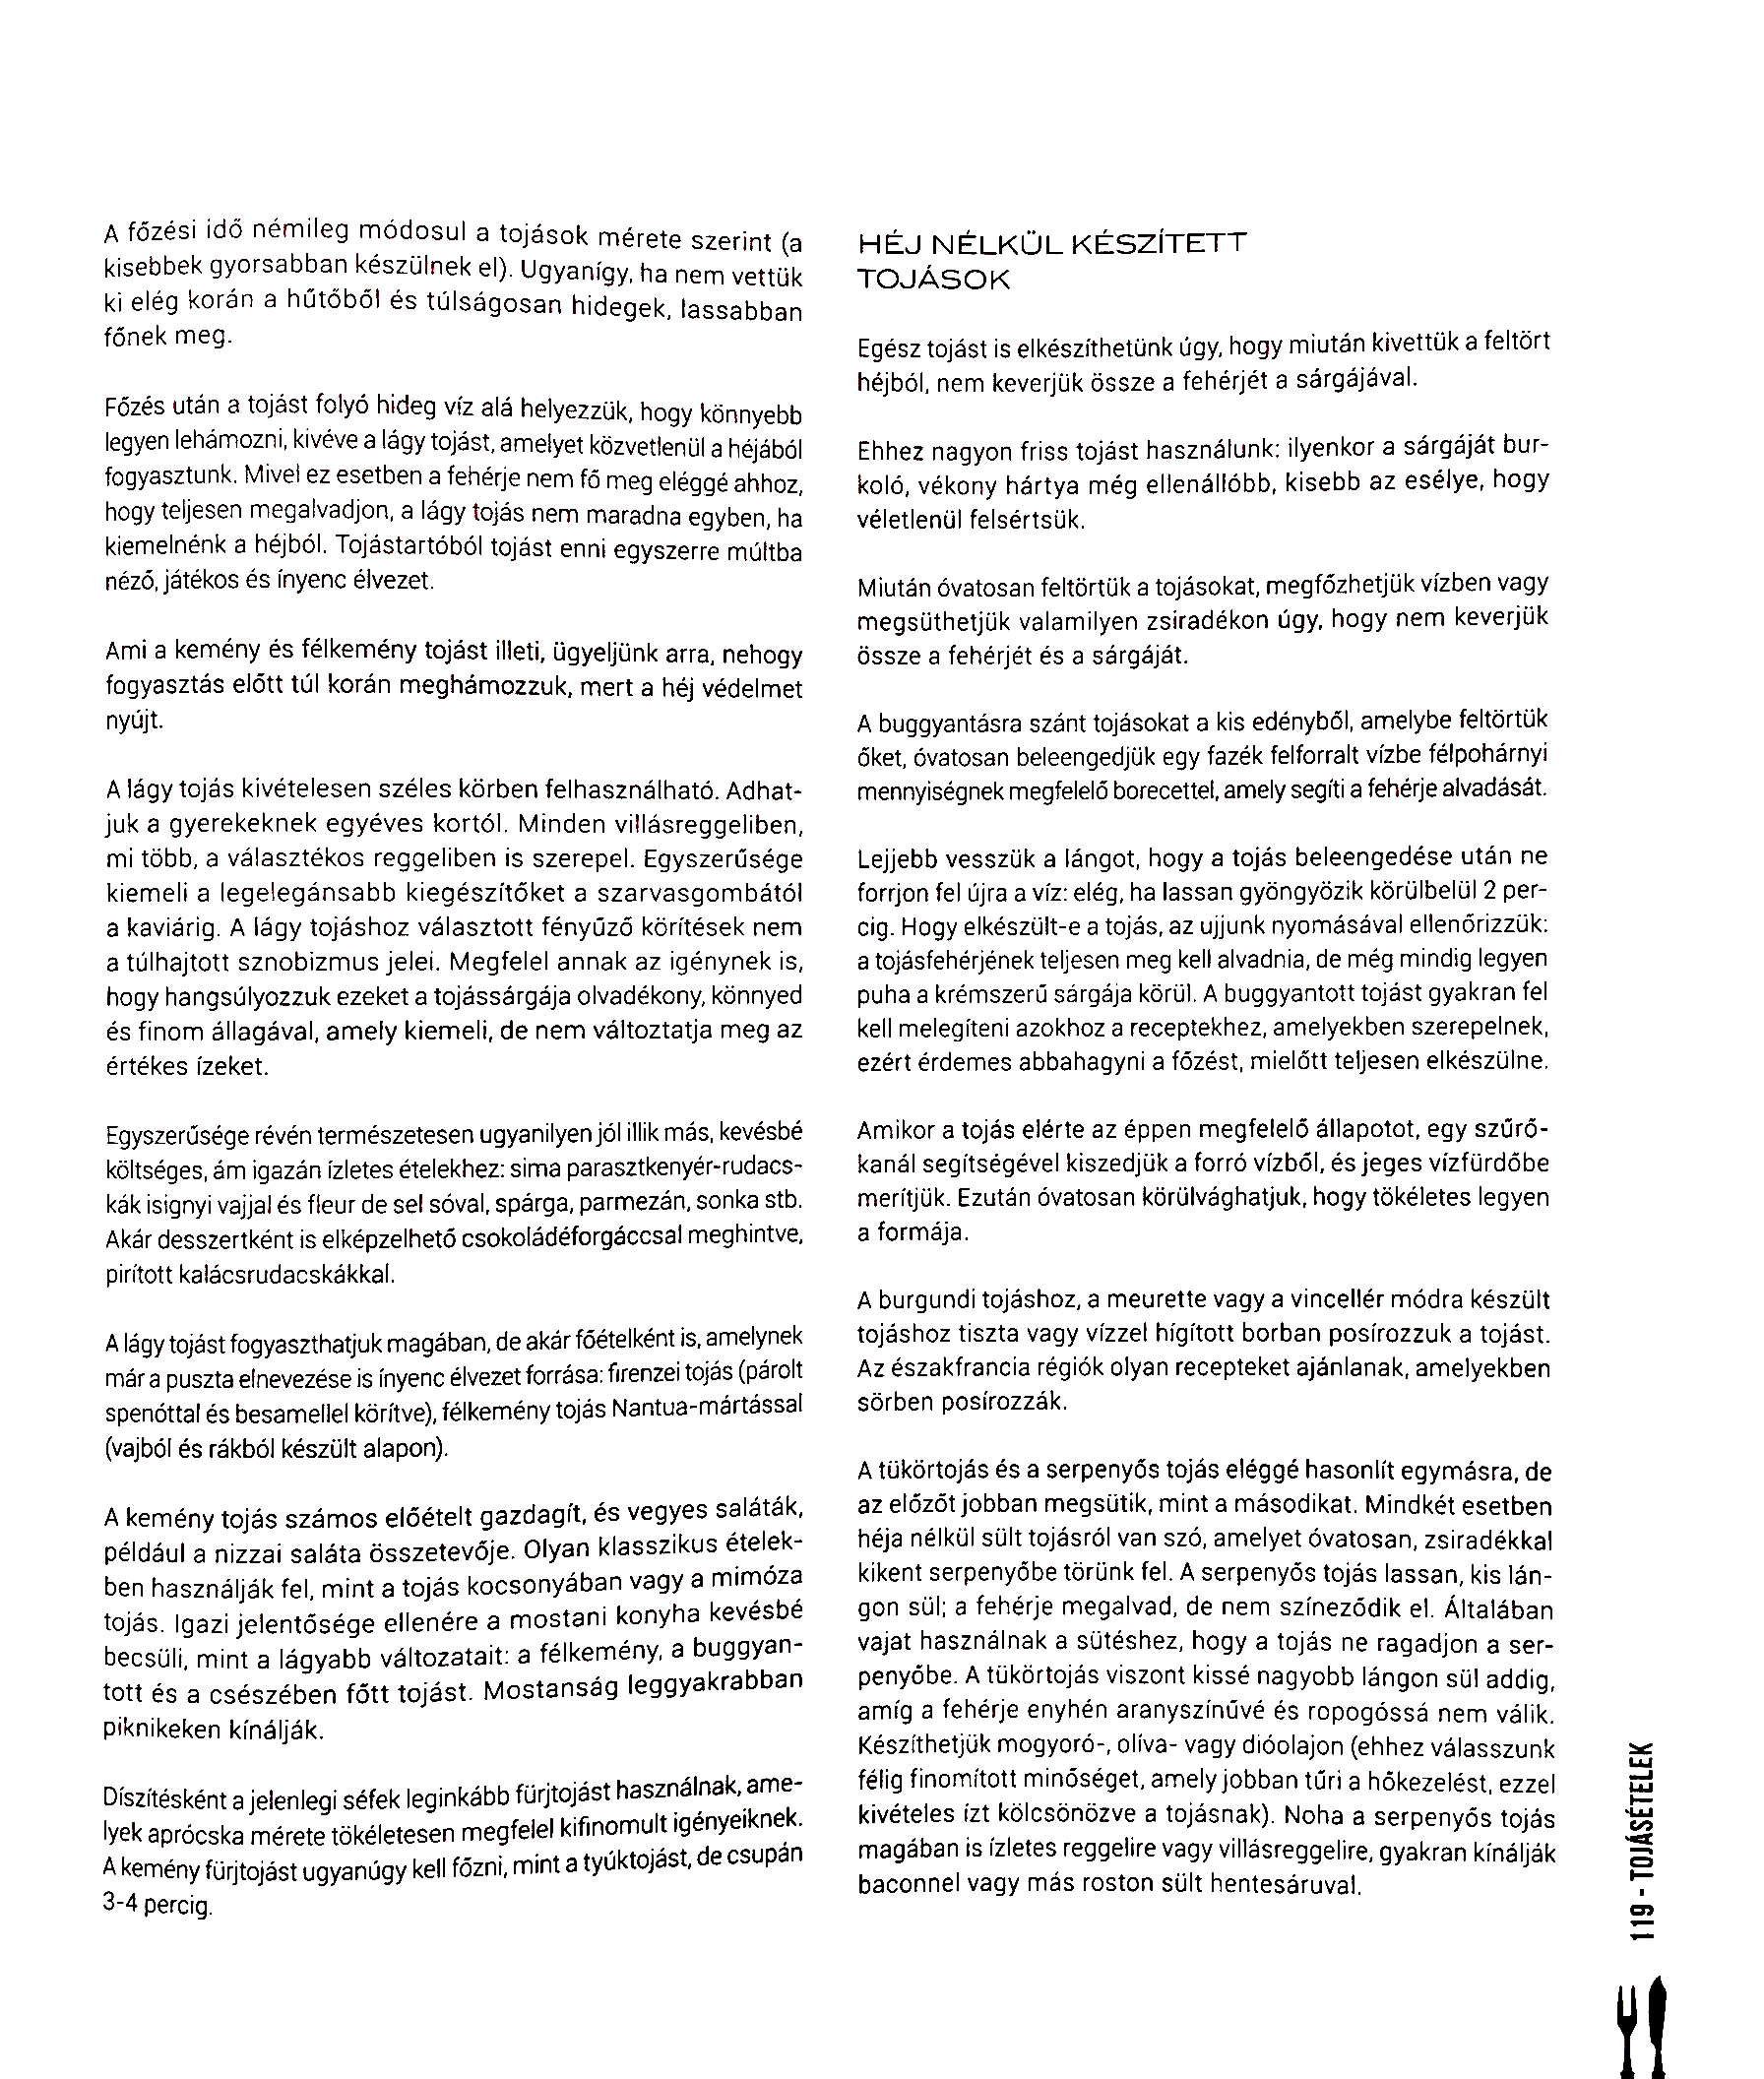 A főzési idő némileg módosul a tojások mérete szerint (a
kisebbek gyorsabban készülnek el). Ugyanígy, ha nem vettük
ki elég korán a hűtőből és túlságosan hidegek, lassabban
főnek meg.
Főzés után a tojást folyó hideg víz alá helyezzük, hogy könnyebb
legyen lehámozni, kivéve a lágy tojást, amelyet közvetlenül a héjából
fogyasztunk. Mivel ez esetben a fehérje nem fő meg eléggé ahhoz,
hogy teljesen megalvadjon, a lágy tojás nem maradna egyben, ha
kiemelnénk a héjból. Tojástartóból tojást enni egyszerre múltba
néző, játékos és ínyenc élvezet.
Ami a kemény és félkemény tojást illeti, ügyeljünk arra, nehogy
fogyasztás előtt túl korán meghámozzuk, mert a héj védelmet
nyújt.
A lágy tojás kivételesen széles körben felhasználható. Adhat-
juk a gyerekeknek egyéves kortól. Minden villásreggeliben,
mi több, a választékos reggeliben is szerepel. Egyszerűsége
kiemeli a legelegánsabb kiegészítőket a szarvasgombától
a kaviárig. A lágy tojáshoz választott fényűző körítések nem
a túlhajtott sznobizmus jelei. Megfelel annak az igénynek is,
hogy hangsúlyozzuk ezeket a tojássárgája olvadékony, könnyed
és finom állagával, amely kiemeli, de nem változtatja meg az
értékes ízeket.
Egyszerűsége révén természetesen ugyanilyen jól illik más, kevésbé
költséges, ám igazán ízletes ételekhez: sima parasztkenyér-rudacs-
kák isignyi vajjal és fleur de sel sóval, spárga, parmezán, sonka stb.
Akár desszertként is elképzelhető csokoládéforgáccsal meghintve,
pirított kalácsrudacskákkal.
A lágy tojást fogyaszthatjuk magában, de akár főételként is, amelynek
már a puszta elnevezése is ínyenc élvezet forrása: firenzei tojás (párolt
spenóttal és besamellel körítve), félkemény tojás Nantua-mártással
(vajból és rákból készült alapon).
A kemény tojás számos előételt gazdagít, és vegyes saláták,
például a nizzai saláta összetevője. Olyan klasszikus ételek-
ben használják fel, mint a tojás kocsonyában vagy a mimóza
tojás. Igazi jelentősége ellenére a mostani konyha kevésbé
becsüli, mint a lágyabb változatait: a félkemény, a buggyan-
tott és a csészében főtt tojást. Mostanság leggyakrabban
piknikeken kínálják.
Díszítésként a jelenlegi séfek leginkább fürjtojást használnak, ame-
lyek aprócska mérete tökéletesen megfelel kifinomult igényeiknek.
A kemény fürjtojást ugyanúgy kell főzni, mint a tyúktojást, de csupán
3-4 percig.
HÉJ NÉLKÜL KÉSZÍTETT
TOJÁSOK
Egész tojást is elkészíthetünk úgy, hogy miután kivettük a feltört
héjból, nem keverjük össze a fehérjét a sárgájával.
Ehhez nagyon friss tojást használunk: ilyenkor a sárgáját bur-
koló, vékony hártya még ellenállóbb, kisebb az esélye, hogy
véletlenül felsértsük.
Miután óvatosan feltörtük a tojásokat, megfőzhetjük vízben vagy
megsüthetjük valamilyen zsíradékon úgy, hogy nem keverjük
össze a fehérjét és a sárgáját.
A buggyantásra szánt tojásokat a kis edényből, amelybe feltörtük
őket, óvatosan beleengedjük egy fazék felforralt vízbe félpohárnyi
mennyiségnek megfelelő borecettel, amely segíti a fehérje alvadását.
Lejjebb vesszük a lángot, hogy a tojás beleengedése után ne
forrjon fel újra a víz: elég, ha lassan gyöngyözik körülbelül 2 per-
cig. Hogy elkészült-e a tojás, az ujjunk nyomásával ellenőrizzük:
a tojásfehérjének teljesen meg kell alvadnia, de még mindig legyen
puha a krémszerű sárgája körül. A buggyantott tojást gyakran fel
kell melegíteni azokhoz a receptekhez, amelyekben szerepelnek,
ezért érdemes abbahagyni a főzést, mielőtt teljesen elkészülne.
Amikor a tojás elérte az éppen megfelelő állapotot, egy szűrő-
kanál segítségével kiszedjük a forró vízből, és jeges vízfürdőbe
merítjük. Ezután óvatosan körülvághatjuk, hogy tökéletes legyen
a formája.
A burgundi tojáshoz, a meurette vagy a vincellér módra készült
tojáshoz tiszta vagy vízzel hígított borban posírozzuk a tojást.
Az északfrancia régiók olyan recepteket ajánlanak, amelyekben
sörben posírozzák.
A tükörtojás és a serpenyős tojás eléggé hasonlít egymásra, de
az előzőt jobban megsütik, mint a másodikat. Mindkét esetben
héja nélkül sült tojásról van szó, amelyet óvatosan, zsiradékkal
kikent serpenyőbe törünk fel. A serpenyős tojás lassan, kis lán-
gon sül; a fehérje megalvad, de nem színeződik el. Általában
vajat használnak a sütéshez, hogy a tojás ne ragadjon a ser-
penyőbe. A tükörtojás viszont kissé nagyobb lángon sül addig,
amíg a fehérje enyhén aranyszínűvé és ropogóssá nem válik.
Készíthetjük mogyoró-, olíva- vagy dióolajon (ehhez válasszunk
félig finomított minőséget, amely jobban tűri a hőkezelést, ezzel
kivételes ízt kölcsönözve a tojásnak). Noha a serpenyős tojás
magában is ízletes reggelire vagy villásreggelire, gyakran kínálják
baconnel vagy más roston sült hentesáruval.
119 - TOJÁSÉTELEK